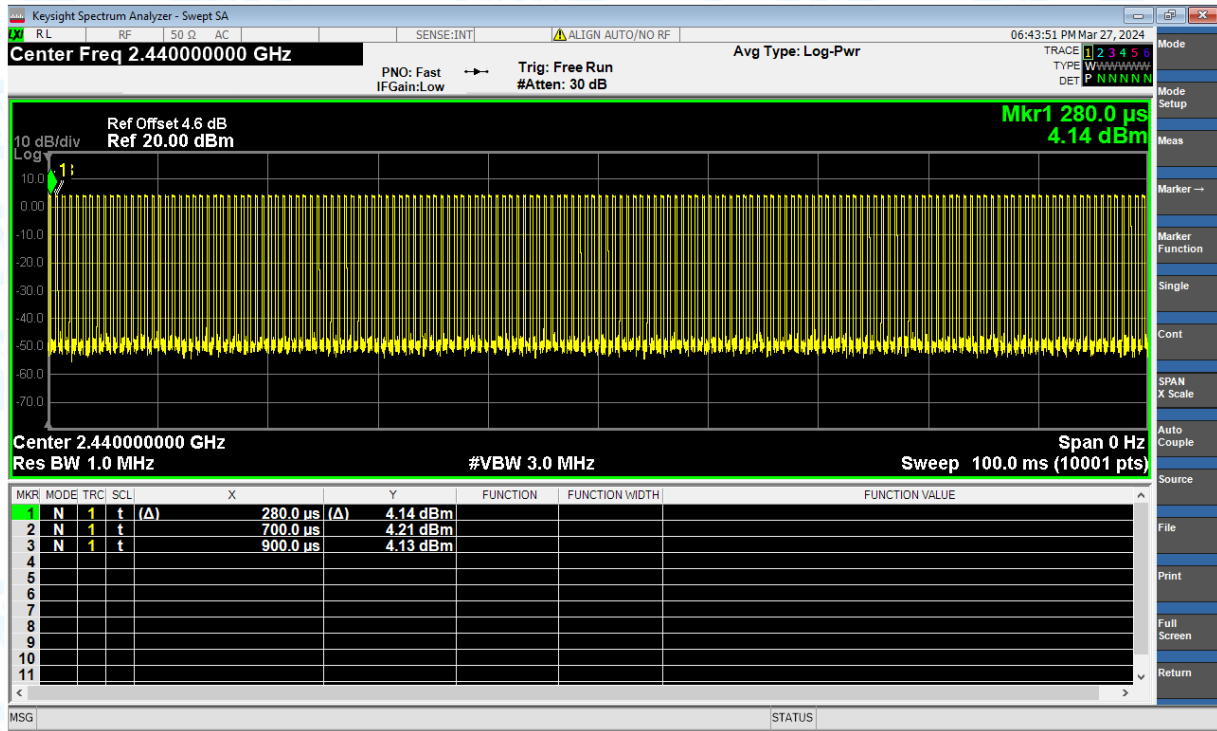 Keysight Spectrum Analyzer - Swept SA
LXI RL RF 50 Ω AC SENSE:INT ALIGN AUTO/NO RF 06:43:51 PM Mar 27, 2024
Center Freq 2.440000000 GHz
PNO: Fast
IFGain:Low
Trig: Free Run
#Atten: 30 dB
Avg Type: Log-Pwr
TRACE 1 2 3 4 5 6
TYPE WWWWWW
DET P N N N N N
10 dB/div
Log
Ref Offset 4.6 dB
Ref 20.00 dBm
Mkr1 280.0 µs
4.14 dBm
1
10.0
0.00
-10.0
-20.0
-30.0
-40.0
-50.0
-60.0
-70.0
Center 2.440000000 GHz Span 0 Hz
Res BW 1.0 MHz #VBW 3.0 MHz Sweep 100.0 ms (10001 pts)
MKR MODE TRC SCL X Y FUNCTION FUNCTION WIDTH FUNCTION VALUE
1 N 1 t (Δ) 280.0 µs (Δ) 4.14 dBm
2 N 1 t 700.0 µs 4.21 dBm
3 N 1 t 900.0 µs 4.13 dBm
4
5
6
7
8
9
10
11
MSG STATUS
Mode
Mode
Setup
Meas
Marker→
Marker
Function
Single
Cont
SPAN
X Scale
Auto
Couple
Source
File
Print
Full
Screen
Return